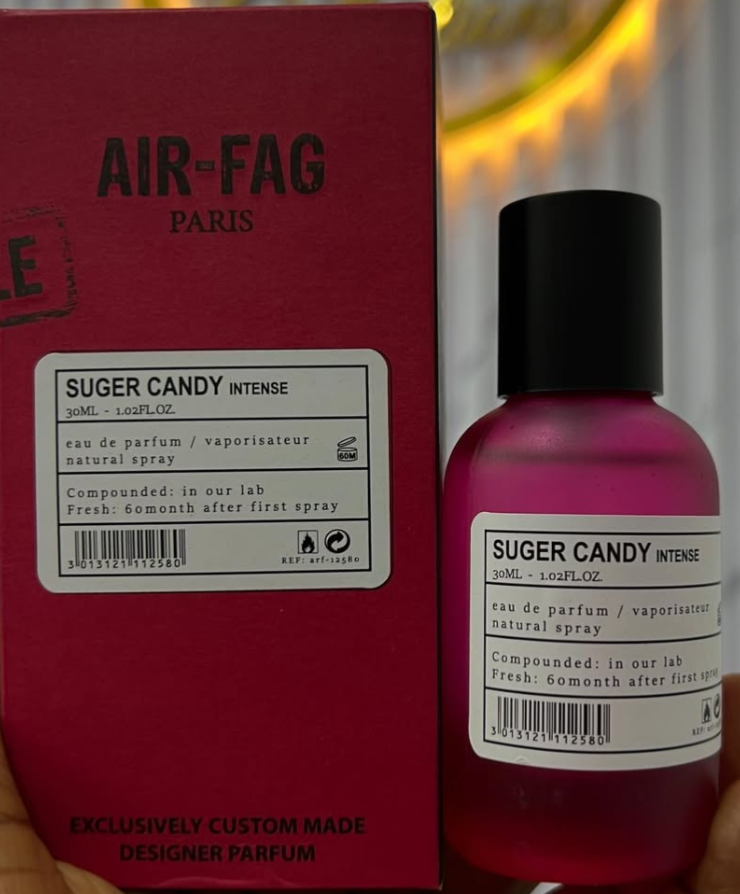 AIR-FAG
PARIS
LE
SUGER CANDY INTENSE
30ML - 1.02FL.OZ.
eau de parfum / vaporisateur
natural spray
60M
Compounded: in our lab
Fresh: 60month after first spray
3 013121 112580
REF: arf-12580
EXCLUSIVELY CUSTOM MADE
DESIGNER PARFUM
SUGER CANDY INTENSE
30ML - 1.02FL.OZ.
eau de parfum / vaporisateur
natural spray
Compounded: in our lab
Fresh: 60month after first spray
3 013121 112580
REF: